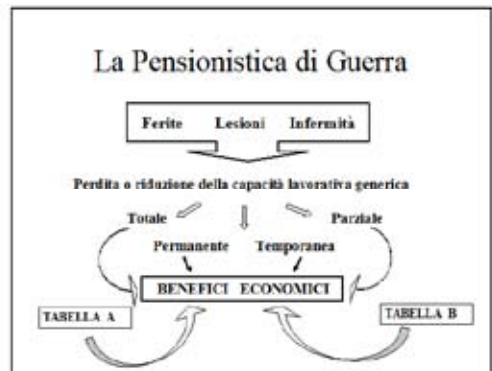 La Pensionistica di Guerra
Ferite Lesioni Infermità
Perdita o riduzione della capacità lavorativa generica
Totale Parziale
Permanente Temporanea
BENEFICI ECONOMICI
TABELLA A TABELLA B